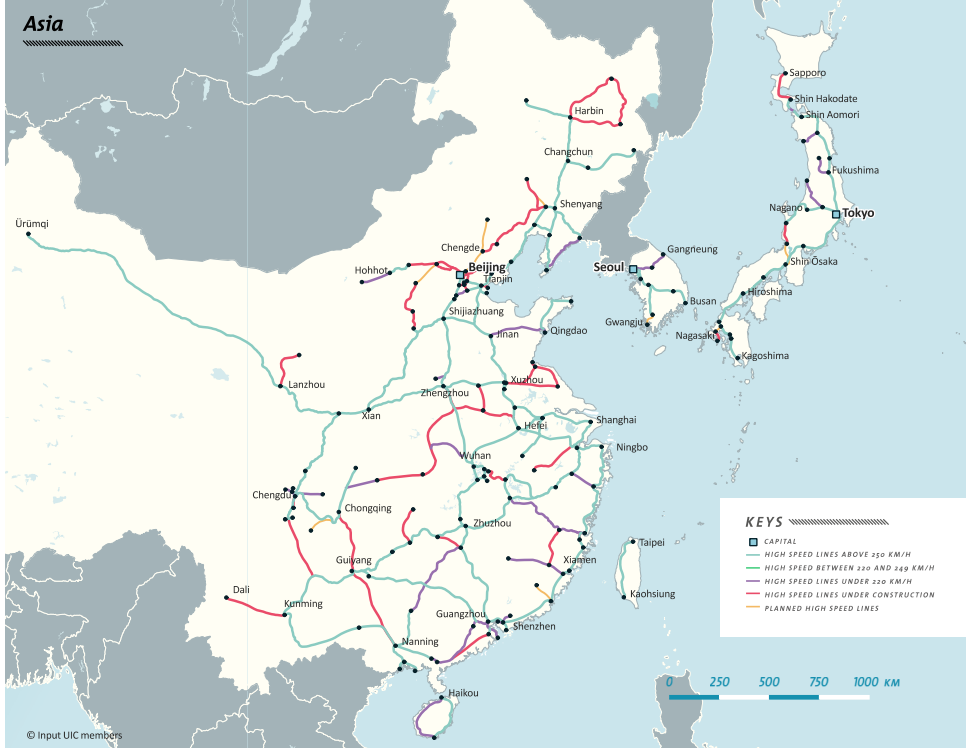 Asia
Sapporo
Shin Hakodate
Shin Aomori
Harbin
Changchun
Fukushima
Shenyang
Nagano
Tokyo
Ürümqi
Chengde
Gangneung
Hohhot
Beijing
Seoul
Shin Ōsaka
Tianjin
Hiroshima
Busan
Shijiazhuang
Gwangju
Jinan
Qingdao
Nagasaki
Kagoshima
Lanzhou
Xuzhou
Zhengzhou
Xian
Hefei
Shanghai
Ningbo
Wuhan
Chengdu
Chongqing
Zhuzhou
Guiyang
Xiamen
Taipei
Dali
Kunming
Kaohsiung
Guangzhou
Shenzhen
Nanning
Haikou
KEYS
CAPITAL
HIGH SPEED LINES ABOVE 250 KM/H
HIGH SPEED BETWEEN 220 AND 249 KM/H
HIGH SPEED LINES UNDER 220 KM/H
HIGH SPEED LINES UNDER CONSTRUCTION
PLANNED HIGH SPEED LINES
0 250 500 750 1000 KM
© Input UIC members